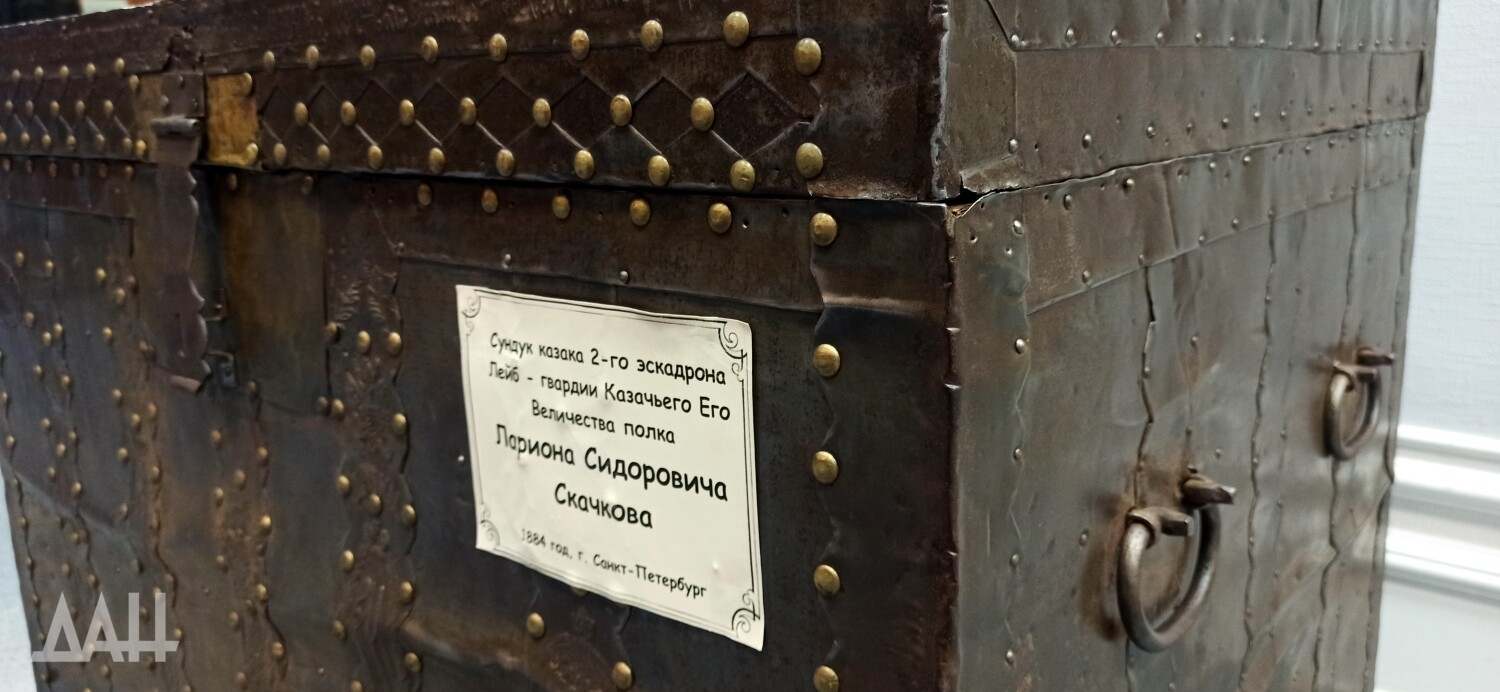 Сундук казака 2-го эскадрона
Лейб - гвардии Казачьего Его
Величества полка
Лариона Сидоровича
Скачкова
1884 год, г. Санкт-Петербург
ДАН